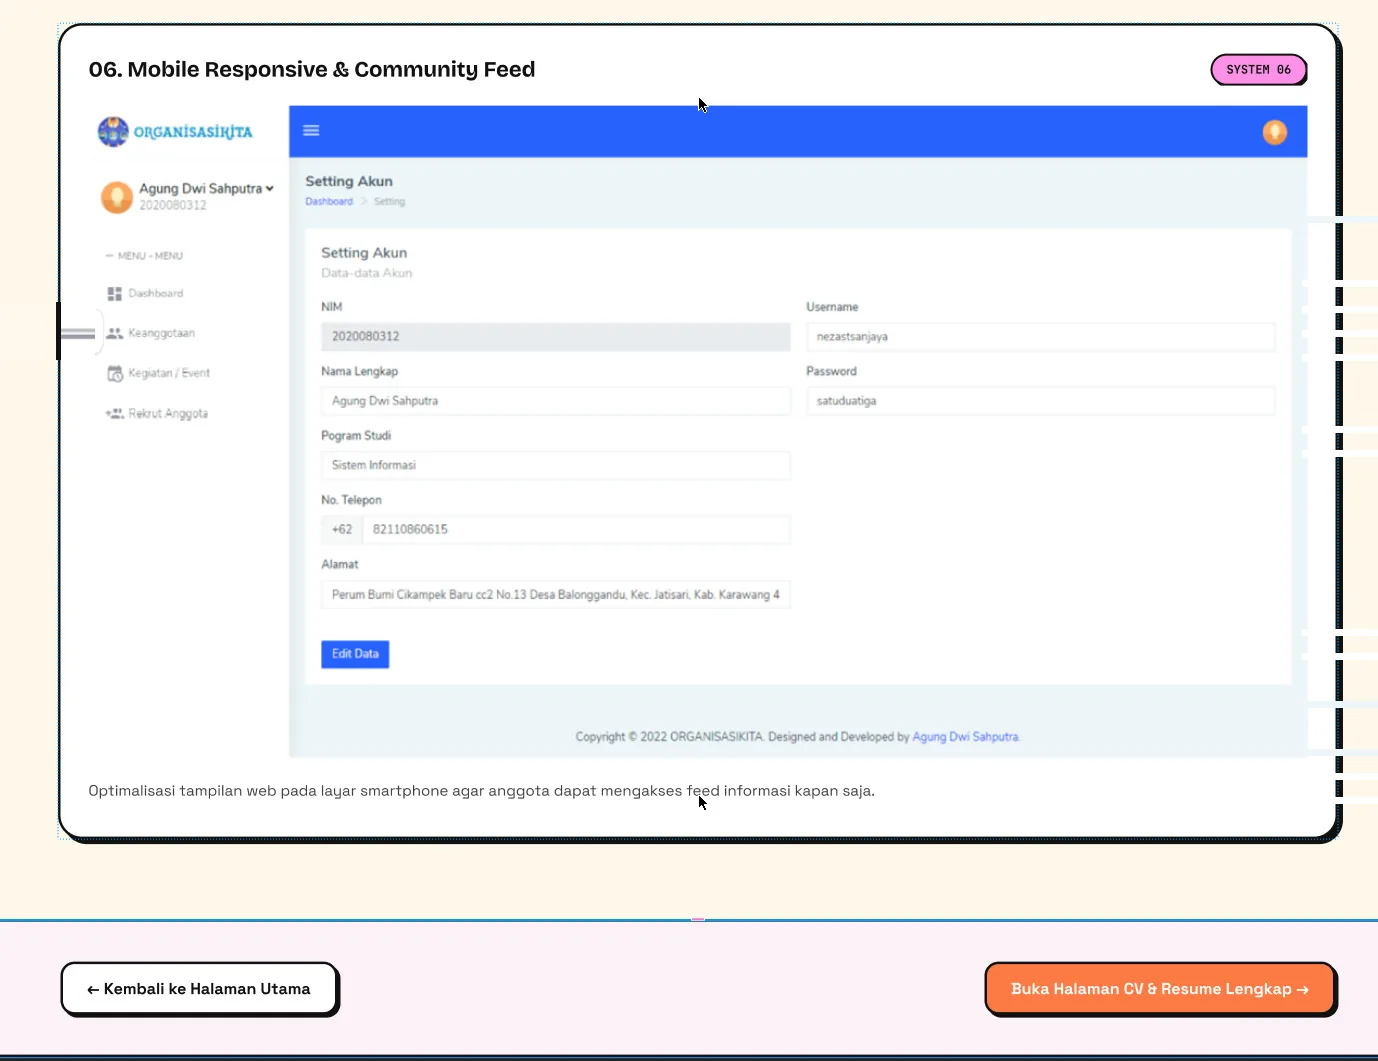 06. Mobile Responsive & Community Feed
SYSTEM 06
ORGANISASIKITA
Agung Dwi Sahputra
2020080312
MENU - MENU
Dashboard
Keanggotaan
Kegiatan / Event
Rekrut Anggota
Setting Akun
Dashboard > Setting
Setting Akun
Data-data Akun
NIM
2020080312
Username
nezastsanjaya
Nama Lengkap
Agung Dwi Sahputra
Password
satuduatiga
Pogram Studi
Sistem Informasi
No. Telepon
+62 82110860615
Alamat
Perum Bumi Cikampek Baru cc2 No.13 Desa Balonggandu, Kec. Jatisari, Kab. Karawang 4
Edit Data
Copyright © 2022 ORGANISASIKITA. Designed and Developed by Agung Dwi Sahputra.
Optimalisasi tampilan web pada layar smartphone agar anggota dapat mengakses feed informasi kapan saja.
← Kembali ke Halaman Utama
Buka Halaman CV & Resume Lengkap →